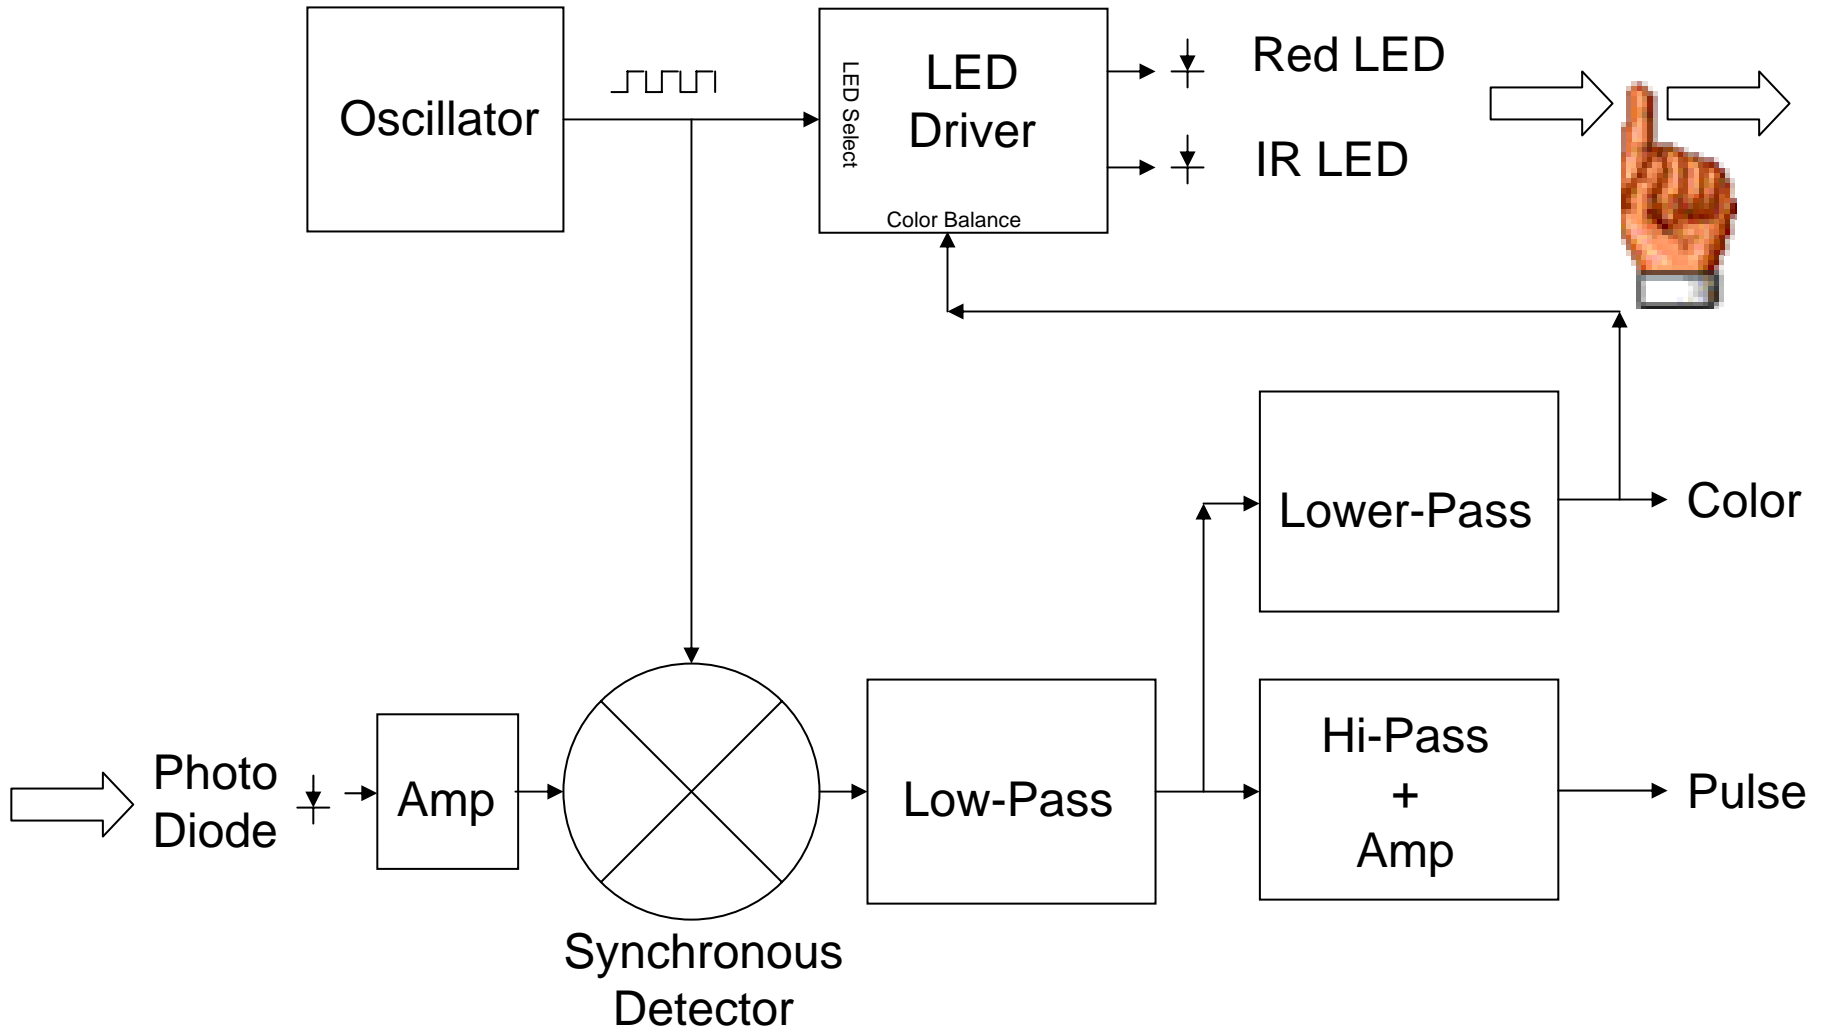 Oscillator
LED Select
LED
Driver
Color Balance
Red LED
IR LED
Lower-Pass
Color
Photo
Diode
Amp
Synchronous
Detector
Low-Pass
Hi-Pass
+
Amp
Pulse